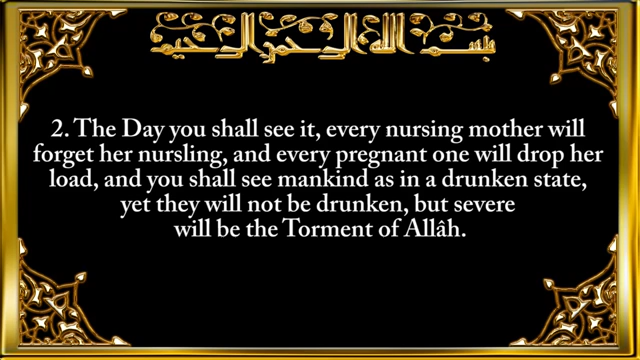 بسم الله الرحمن الرحيم
2. The Day you shall see it, every nursing mother will
forget her nursling, and every pregnant one will drop her
load, and you shall see mankind as in a drunken state,
yet they will not be drunken, but severe
will be the Torment of Allâh.